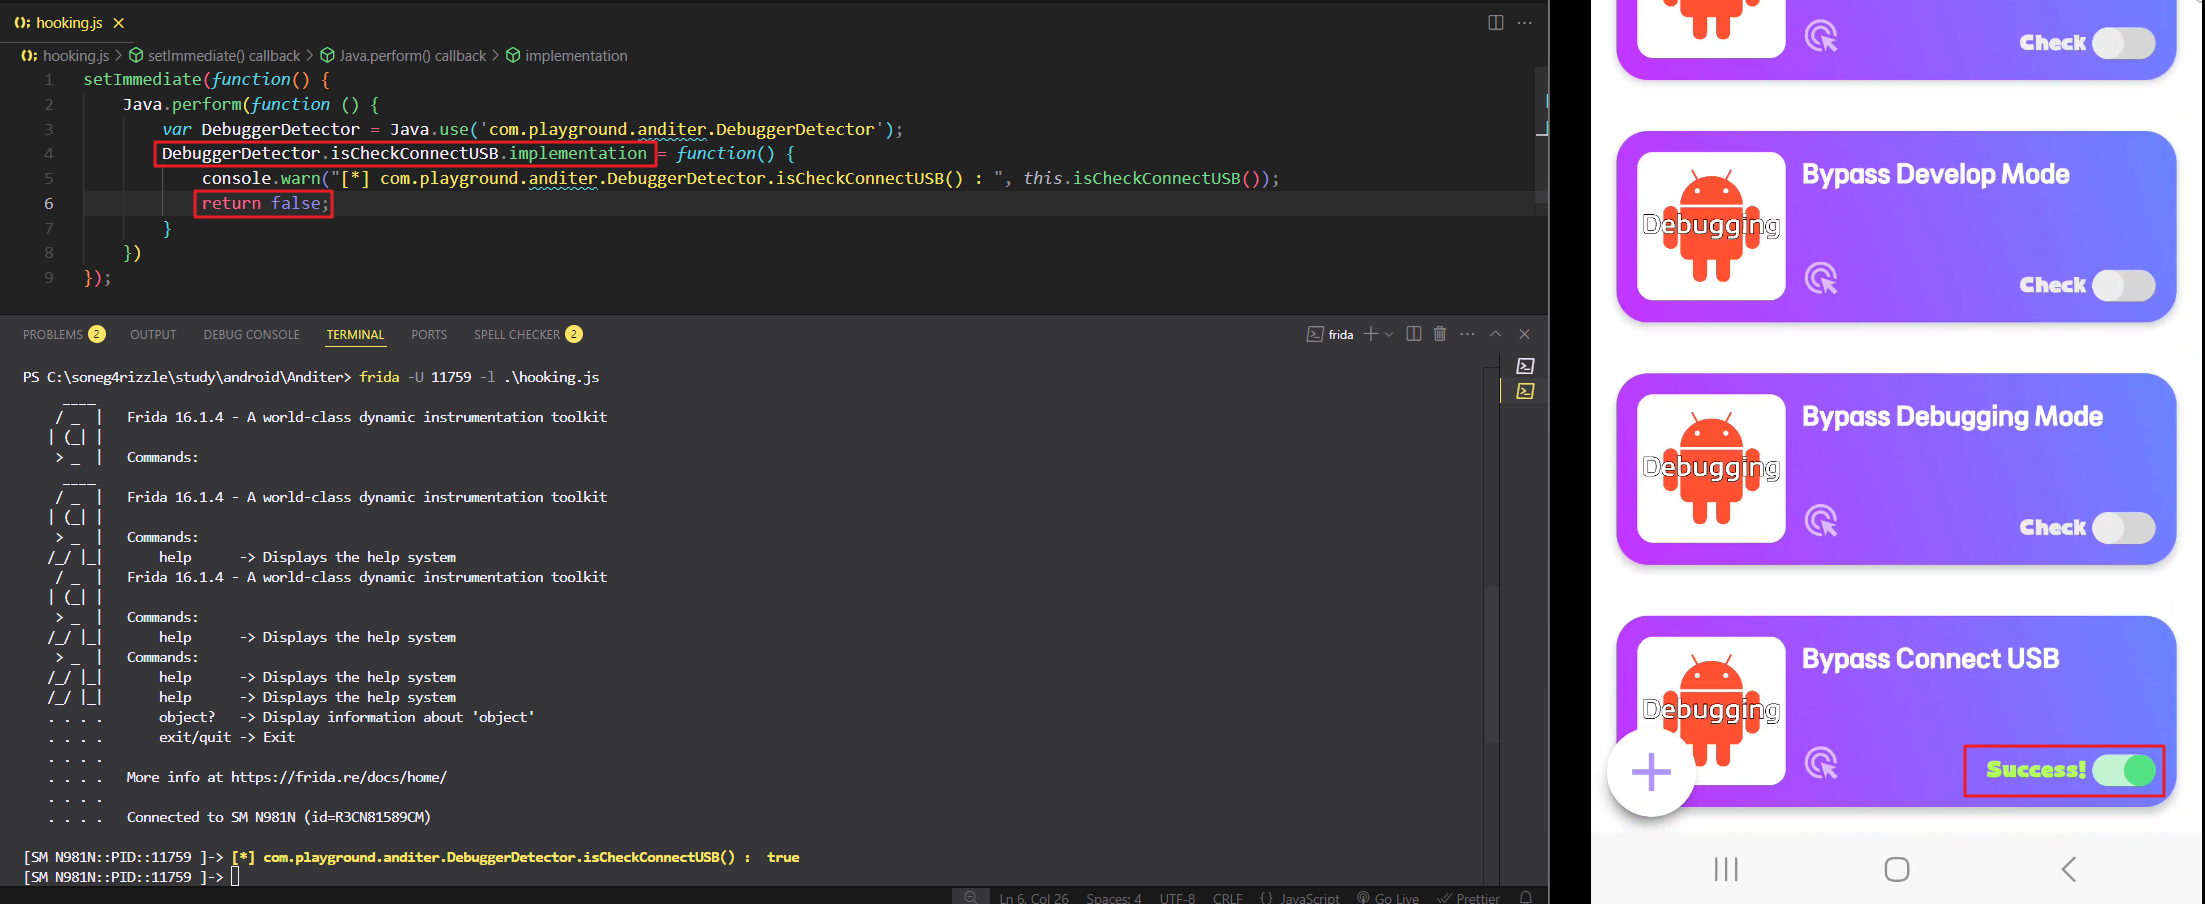 hooking.js
hooking.js > setImmediate() callback > Java.perform() callback > implementation
1 setImmediate(function() {
2 Java.perform(function () {
3 var DebuggerDetector = Java.use('com.playground.anditer.DebuggerDetector');
4 DebuggerDetector.isCheckConnectUSB.implementation = function() {
5 console.warn("[*] com.playground.anditer.DebuggerDetector.isCheckConnectUSB() : ", this.isCheckConnectUSB());
6 return false;
7 }
8 })
9 });
PROBLEMS 2 OUTPUT DEBUG CONSOLE TERMINAL PORTS SPELL CHECKER 2
frida
PS C:\soneg4rizzle\study\android\Anditer> frida -U 11759 -l .\hooking.js
____
/ _  |   Frida 16.1.4 - A world-class dynamic instrumentation toolkit
| (_| |
> _  |   Commands:
____
/ _  |   Frida 16.1.4 - A world-class dynamic instrumentation toolkit
| (_| |
> _  |   Commands:
/_/ |_|       help      -> Displays the help system
/ _  |   Frida 16.1.4 - A world-class dynamic instrumentation toolkit
| (_| |
> _  |   Commands:
/_/ |_|       help      -> Displays the help system
> _  |   Commands:
/_/ |_|       help      -> Displays the help system
/_/ |_|       help      -> Displays the help system
. . . .       object?   -> Display information about 'object'
. . . .       exit/quit -> Exit
. . . .
. . . .   More info at https://frida.re/docs/home/
. . . .
. . . .   Connected to SM N981N (id=R3CN81589CM)
[SM N981N::PID::11759 ]-> [*] com.playground.anditer.DebuggerDetector.isCheckConnectUSB() :  true
[SM N981N::PID::11759 ]->
Ln 6, Col 26 Spaces: 4 UTF-8 CRLF {} JavaScript Go Live Prettier
Check
Bypass Develop Mode
Debugging
Check
Bypass Debugging Mode
Debugging
Check
Bypass Connect USB
Debugging
Success!